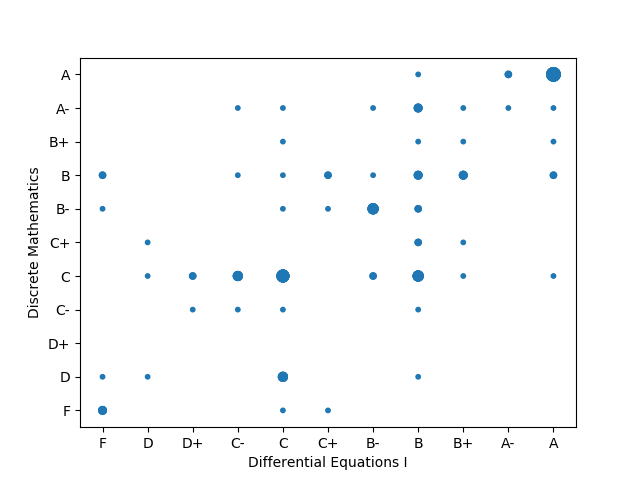 A
A-
B+
B
B-
C+
C
C-
D+
D
F
Discrete Mathematics
F D D+ C- C C+ B- B B+ A- A
Differential Equations I